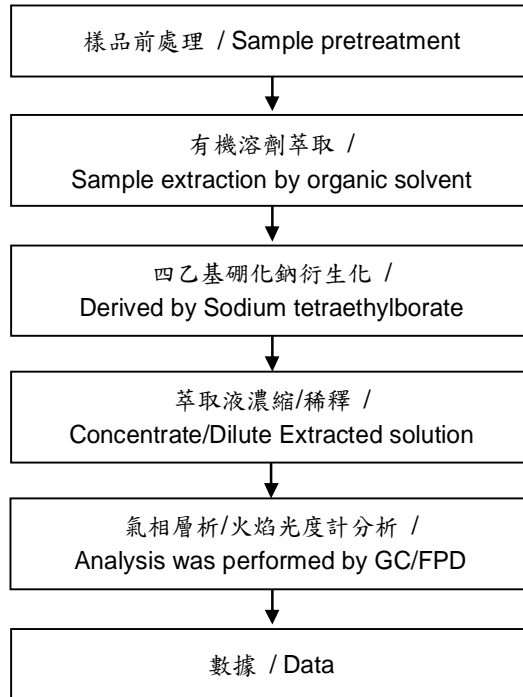 樣品前處理 / Sample pretreatment
有機溶劑萃取 /
Sample extraction by organic solvent
四乙基硼化鈉衍生化 /
Derived by Sodium tetraethylborate
萃取液濃縮/稀釋 /
Concentrate/Dilute Extracted solution
氣相層析/火焰光度計分析 /
Analysis was performed by GC/FPD
數據 / Data